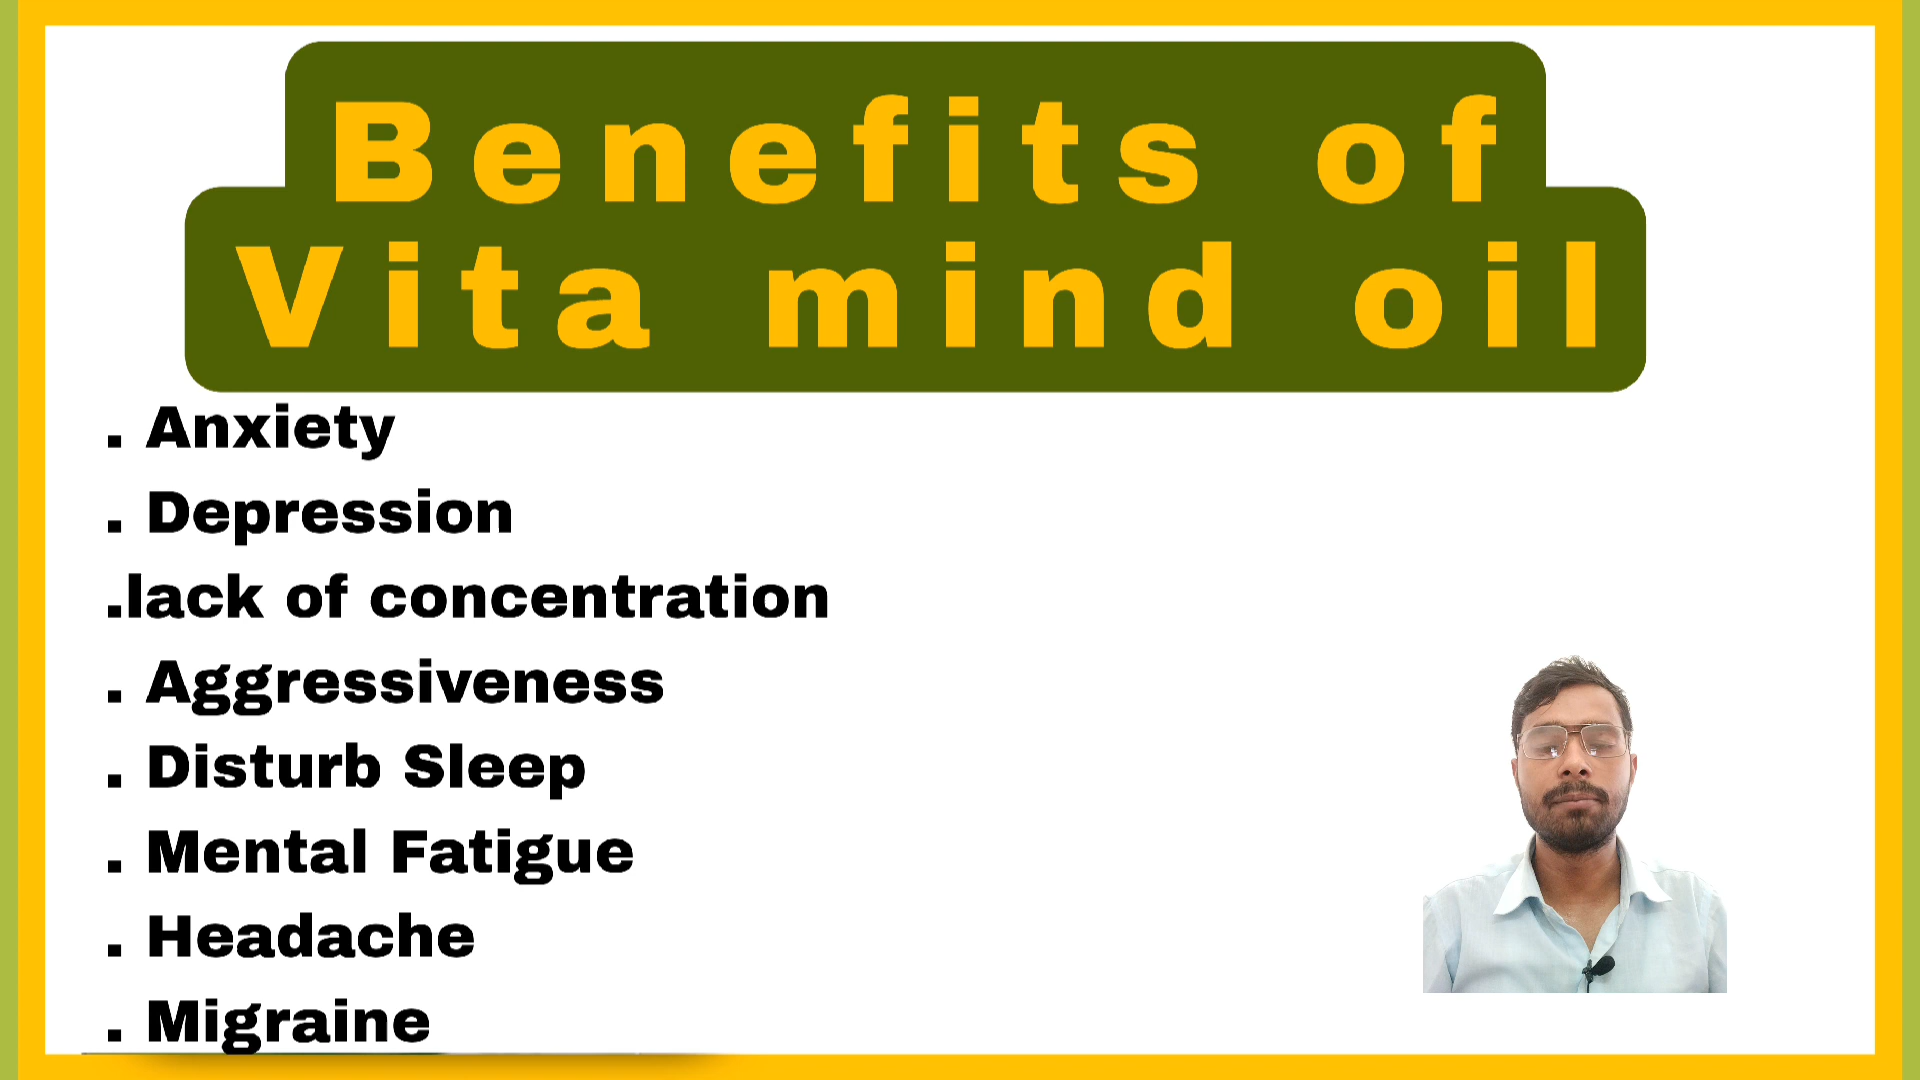 Benefits of
Vita mind oil
. Anxiety
. Depression
.lack of concentration
. Aggressiveness
. Disturb Sleep
. Mental Fatigue
. Headache
. Migraine